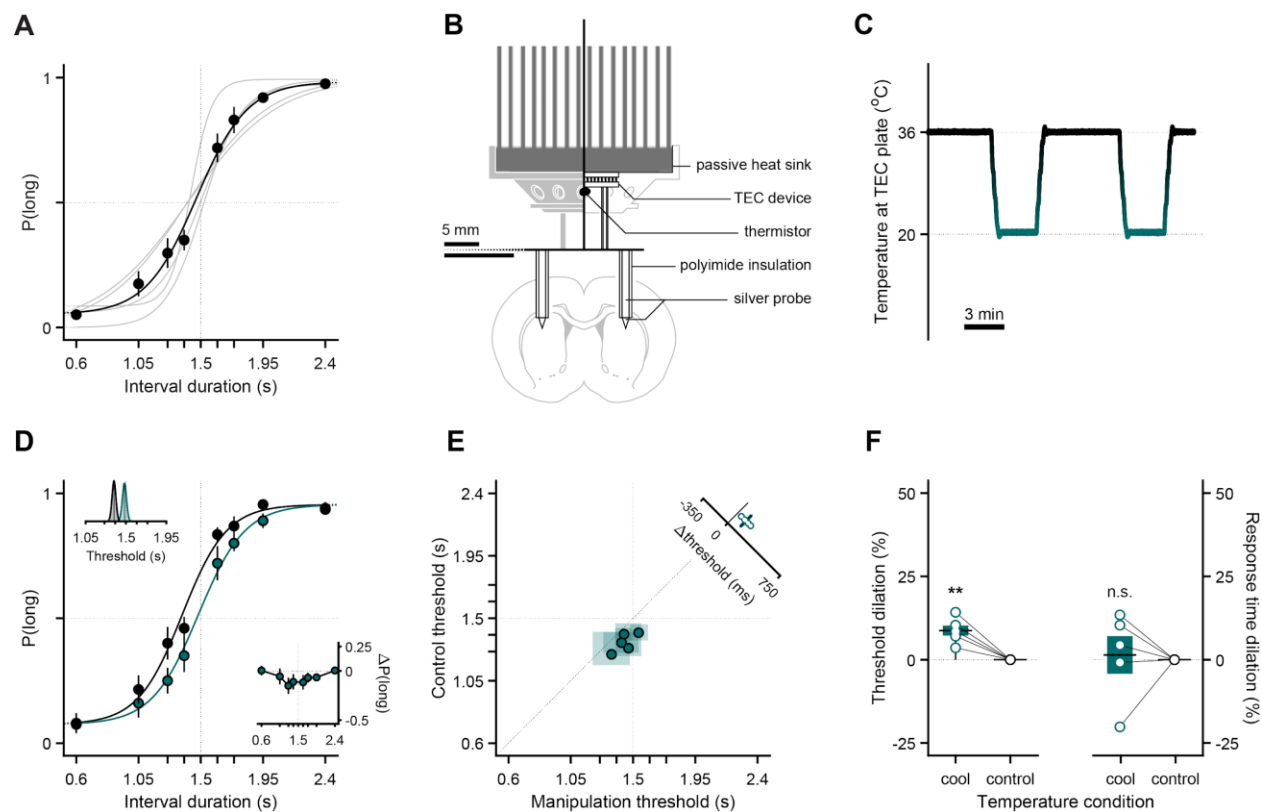 A
P(long)
1
0
0.6 1.05 1.5 1.95 2.4
Interval duration (s)
B
5 mm
passive heat sink
TEC device
thermistor
polyimide insulation
silver probe
C
Temperature at TEC plate (°C)
36
20
3 min
D
P(long)
1
0
1.05 1.5 1.95
Threshold (s)
0.25
0
-0.5
ΔP(long)
0.6 1.5 2.4
0.6 1.05 1.5 1.95 2.4
Interval duration (s)
E
Control threshold (s)
2.4
1.95
1.5
1.05
0.6
-350 0 750
Δthreshold (ms)
0.6 1.05 1.5 1.95 2.4
Manipulation threshold (s)
F
Threshold dilation (%)
50
25
0
-25
**
n.s.
50
25
0
-25
Response time dilation (%)
cool control cool control
Temperature condition